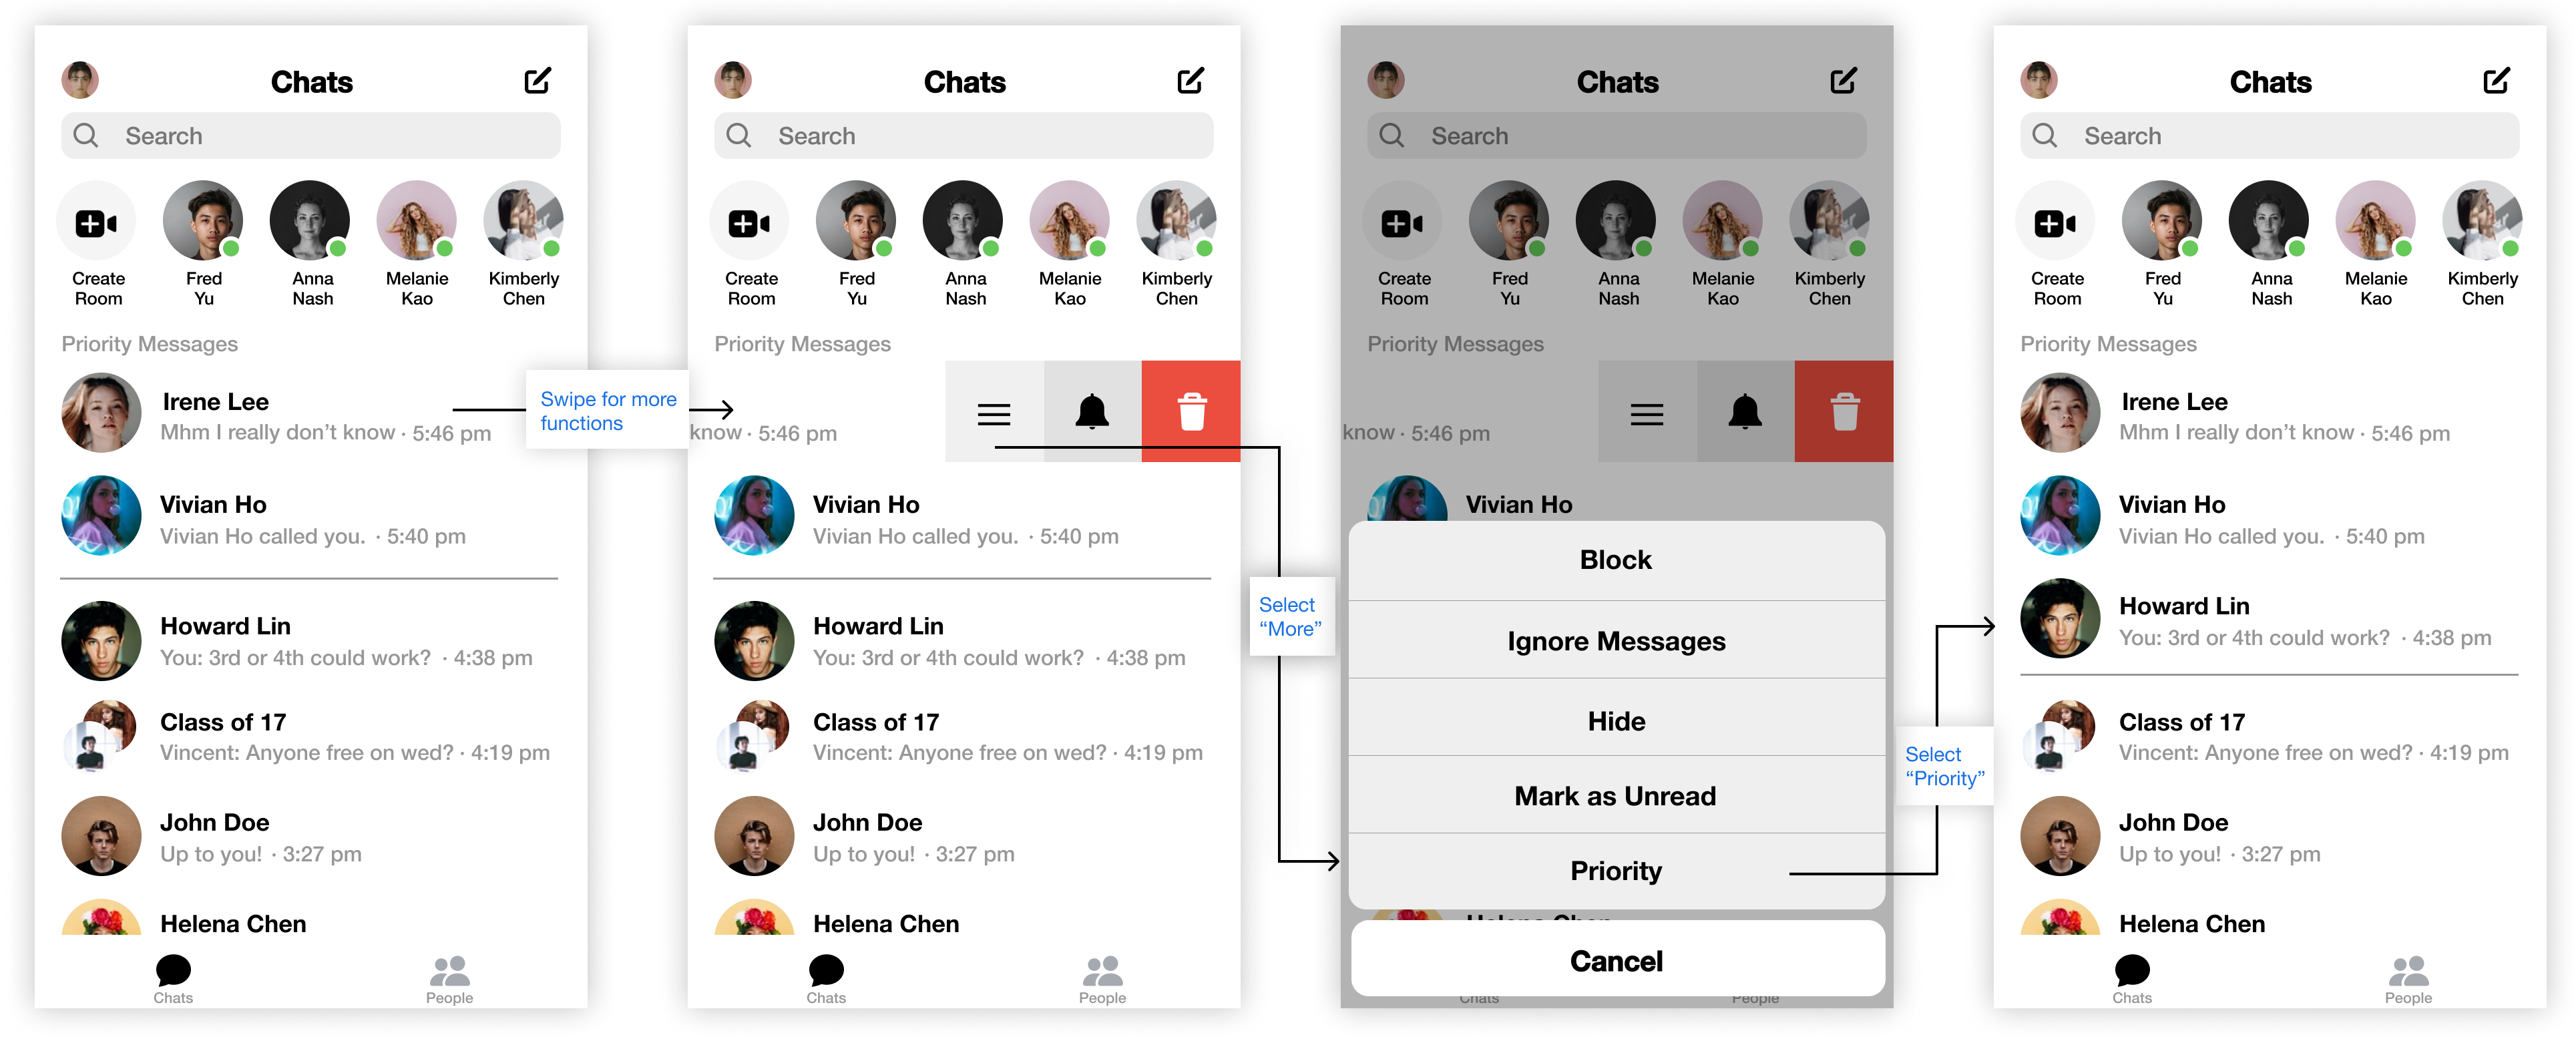 Chats
Search
Create Room
Fred Yu
Anna Nash
Melanie Kao
Kimberly Chen
Priority Messages
Irene Lee
Mhm I really don’t know · 5:46 pm
Vivian Ho
Vivian Ho called you. · 5:40 pm
Howard Lin
You: 3rd or 4th could work? · 4:38 pm
Class of 17
Vincent: Anyone free on wed? · 4:19 pm
John Doe
Up to you! · 3:27 pm
Helena Chen
Chats
People
Swipe for more
functions
Chats
Search
Create Room
Fred Yu
Anna Nash
Melanie Kao
Kimberly Chen
Priority Messages
know · 5:46 pm
Vivian Ho
Vivian Ho called you. · 5:40 pm
Howard Lin
You: 3rd or 4th could work? · 4:38 pm
Class of 17
Vincent: Anyone free on wed? · 4:19 pm
John Doe
Up to you! · 3:27 pm
Helena Chen
Chats
People
Select
“More”
Chats
Search
Create Room
Fred Yu
Anna Nash
Melanie Kao
Kimberly Chen
Priority Messages
know · 5:46 pm
Vivian Ho
Block
Ignore Messages
Hide
Mark as Unread
Priority
Helena Chen
Cancel
Chats
People
Select
“Priority”
Chats
Search
Create Room
Fred Yu
Anna Nash
Melanie Kao
Kimberly Chen
Priority Messages
Irene Lee
Mhm I really don’t know · 5:46 pm
Vivian Ho
Vivian Ho called you. · 5:40 pm
Howard Lin
You: 3rd or 4th could work? · 4:38 pm
Class of 17
Vincent: Anyone free on wed? · 4:19 pm
John Doe
Up to you! · 3:27 pm
Helena Chen
Chats
People